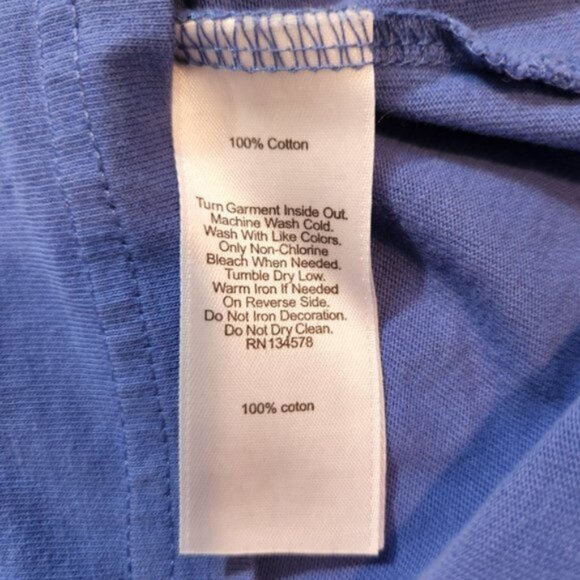 100% Cotton
Turn Garment Inside Out.
Machine Wash Cold.
Wash With Like Colors.
Only Non-Chlorine
Bleach When Needed.
Tumble Dry Low.
Warm Iron If Needed
On Reverse Side.
Do Not Iron Decoration.
Do Not Dry Clean.
RN134578
100% coton